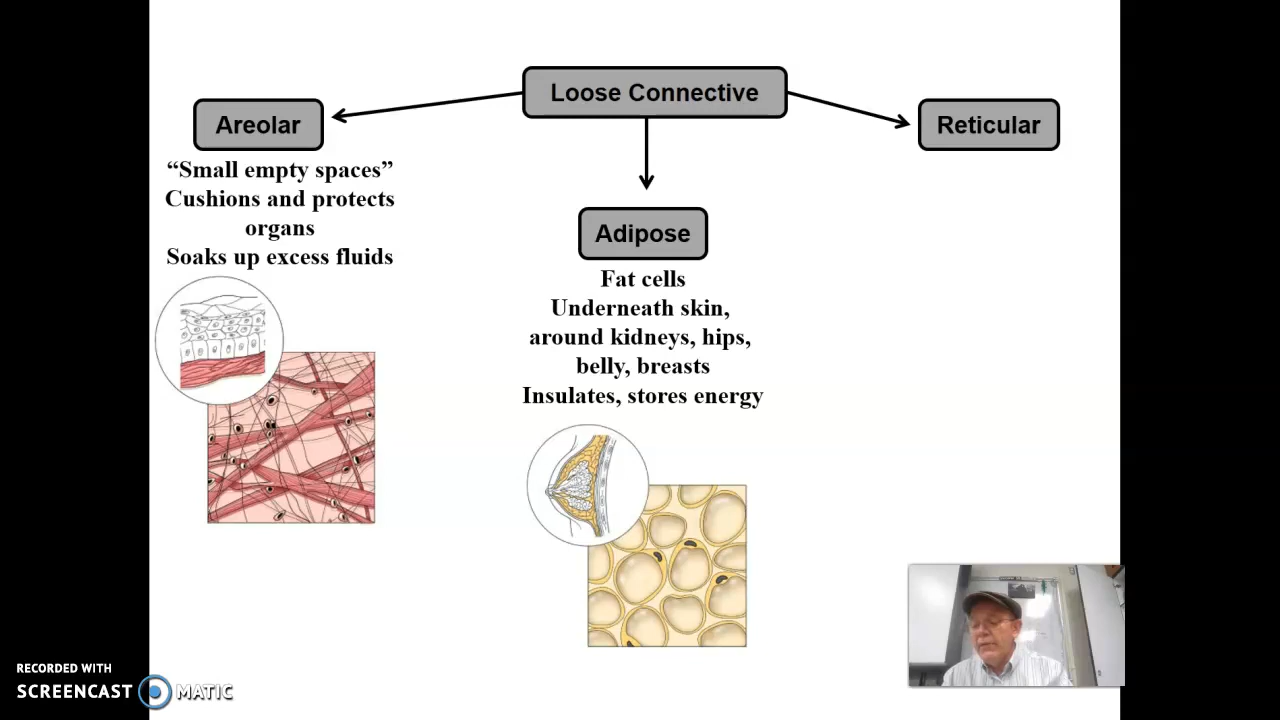 Loose Connective
Areolar
Reticular
“Small empty spaces”
Cushions and protects
organs
Soaks up excess fluids
Adipose
Fat cells
Underneath skin,
around kidneys, hips,
belly, breasts
Insulates, stores energy
RECORDED WITH
SCREENCAST MATIC